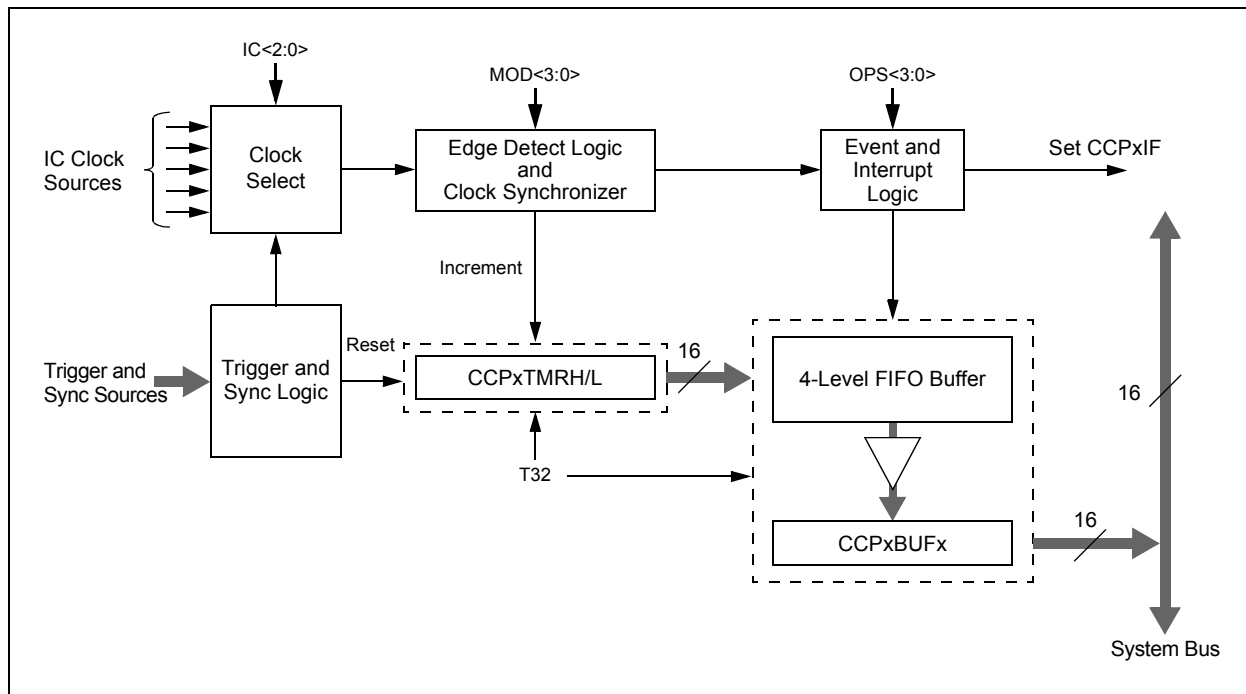 IC<2:0>
MOD<3:0>
OPS<3:0>
IC Clock
Sources
Clock
Select
Edge Detect Logic
and
Clock Synchronizer
Event and
Interrupt
Logic
Set CCPxIF
Increment
Trigger and
Sync Sources
Trigger and
Sync Logic
Reset
CCPxTMRH/L
16
4-Level FIFO Buffer
16
T32
CCPxBUFx
16
System Bus